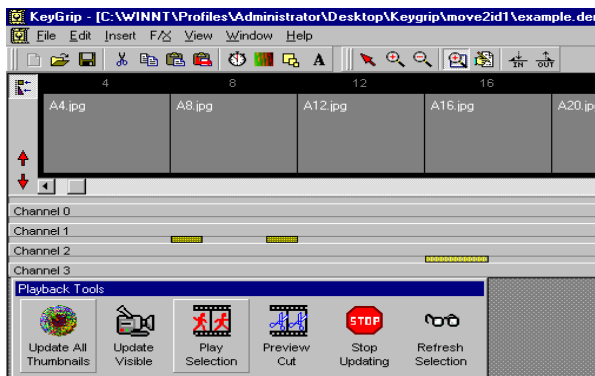 KeyGrip - [C:\WINNT\Profiles\Administrator\Desktop\Keygrip\move2id1\example.der
File Edit Insert F/X View Window Help
A IN OUT
4 8 12 16
A4.jpg A8.jpg A12.jpg A16.jpg A20.jp
Channel 0
Channel 1
Channel 2
Channel 3
Playback Tools
STOP
Update All Update Play Preview Stop Refresh
Thumbnails Visible Selection Cut Updating Selection